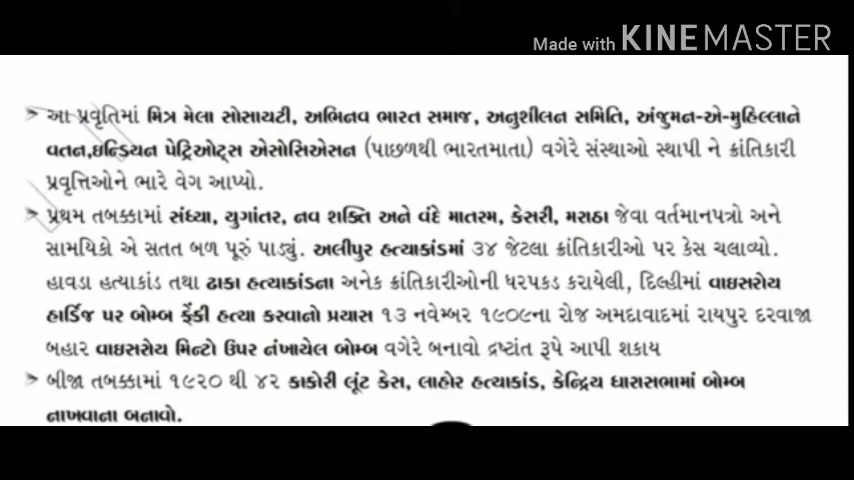 Made with KINEMASTER
➤ આ પ્રવૃતિમાં મિત્ર મેલા સોસાયટી, અભિનવ ભારત સમાજ, અનુશીલન સમિતિ, અંજુમન-એ-મુહિલ્લાને
વતન,ઇન્ડિયન પેટ્રિઓટ્સ એસોસિએસન (પાછળથી ભારતમાતા) વગેરે સંસ્થાઓ સ્થાપી ને ક્રાંતિકારી
પ્રવૃત્તિઓને ભારે વેગ આપ્યો.
➤ પ્રથમ તબક્કામાં સંધ્યા, યુગાંતર, નવ શક્તિ અને વંદે માતરમ, કેસરી, મરાઠા જેવા વર્તમાનપત્રો અને
સામયિકો એ સતત બળ પૂરું પાડ્યું. અલીપુર હત્યાકાંડમાં ૩૪ જેટલા ક્રાંતિકારીઓ પર કેસ ચલાવ્યો.
હાવડા હત્યાકાંડ તથા ઢાકા હત્યાકાંડના અનેક ક્રાંતિકારીઓની ધરપકડ કરાયેલી, દિલ્હીમાં વાઇસરોય
હાર્ડિજ પર બોમ્બ ફેંકી હત્યા કરવાનો પ્રયાસ ૧૩ નવેમ્બર ૧૯૦૯ના રોજ અમદાવાદમાં રાયપુર દરવાજા
બહાર વાઇસરોય મિન્ટો ઉપર નંખાયેલ બોમ્બ વગેરે બનાવો દ્રષ્ટાંત રૂપે આપી શકાય
➤ બીજા તબક્કામાં ૧૯૨૦ થી ૪૨ કાકોરી લૂંટ કેસ, લાહોર હત્યાકાંડ, કેન્દ્રિય ધારાસભામાં બોમ્બ
નાખવાના બનાવો.